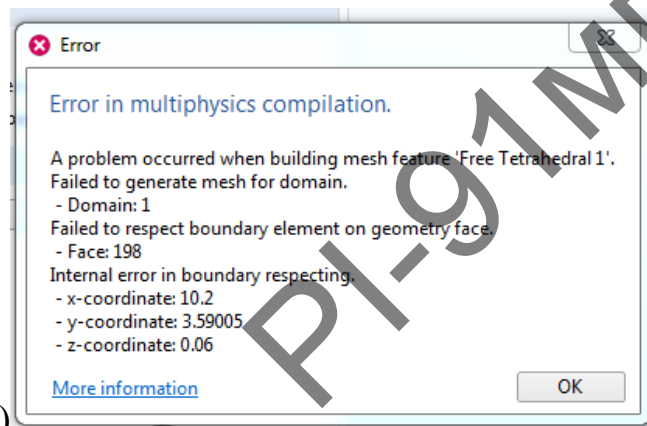 Error
Error in multiphysics compilation.
A problem occurred when building mesh feature 'Free Tetrahedral 1'.
Failed to generate mesh for domain.
- Domain: 1
Failed to respect boundary element on geometry face.
- Face: 198
Internal error in boundary respecting.
- x-coordinate: 10.2
- y-coordinate: 3.59005
- z-coordinate: 0.06
More information
OK
PI-91M
)